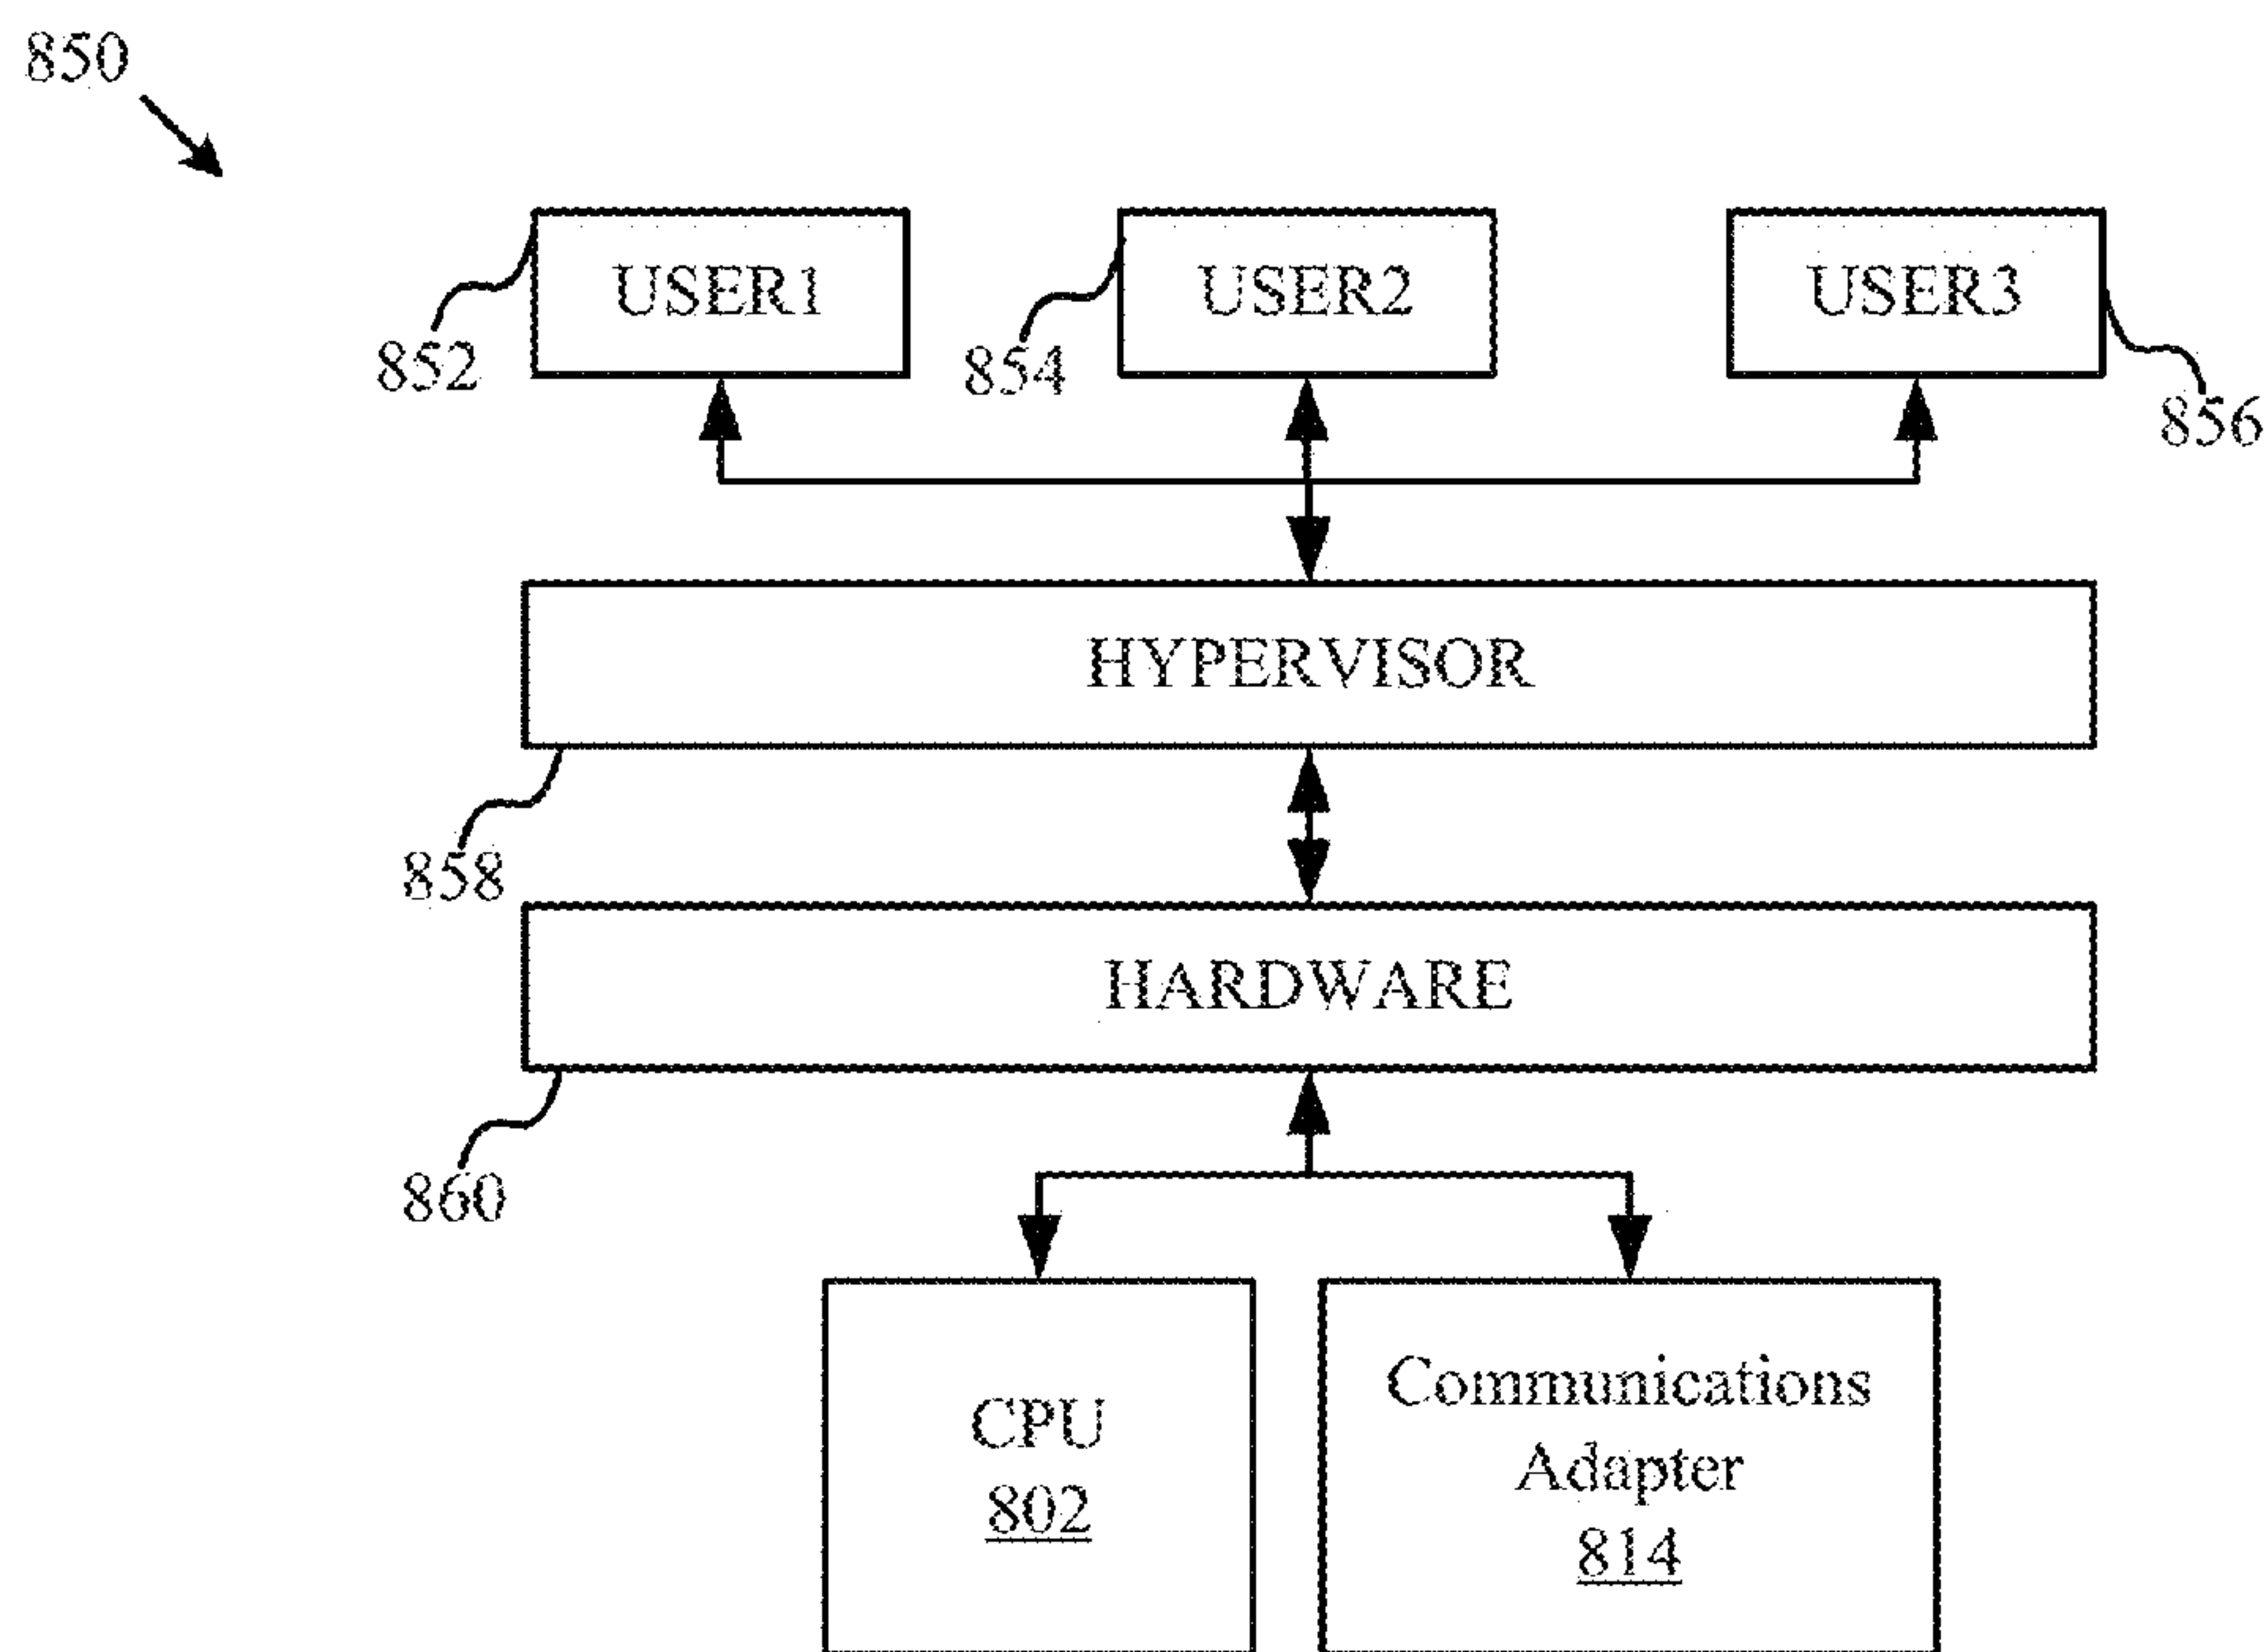 850
USER1
USER2
USER3
852
854
856
HYPERVISOR
858
HARDWARE
860
CPU
802
Communications
Adapter
814